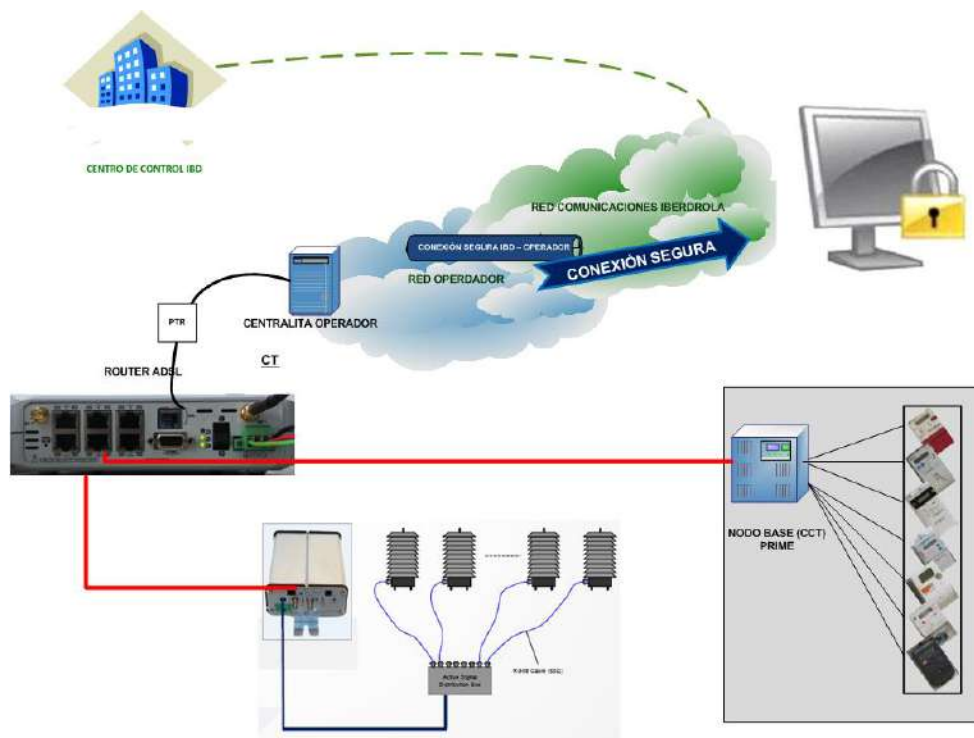 CENTRO DE CONTROL IBD
RED COMUNICACIONES IBERDROLA
CONEXIÓN SEGURA IBD – OPERADOR
CONEXIÓN SEGURA
RED OPERDADOR
CENTRALITA OPERADOR
PTR
CT
ROUTER ADSL
NODO BASE (CCT)
PRIME
Active Signal
Distribution Box